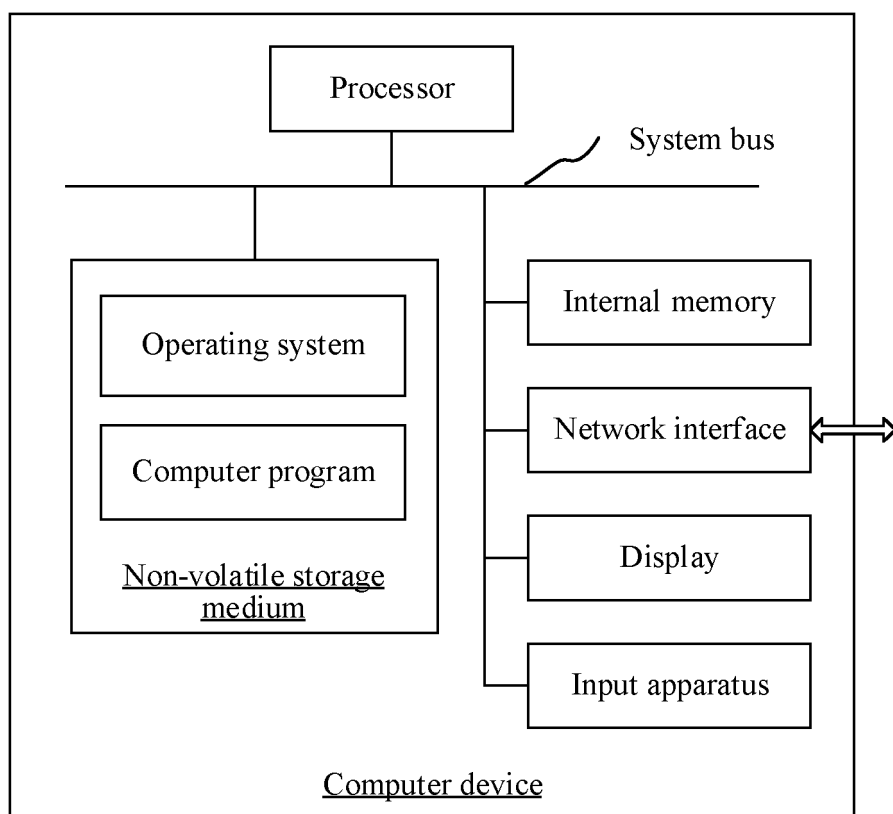 Processor
System bus
Operating system
Computer program
Non-volatile storage
medium
Internal memory
Network interface
Display
Input apparatus
Computer device